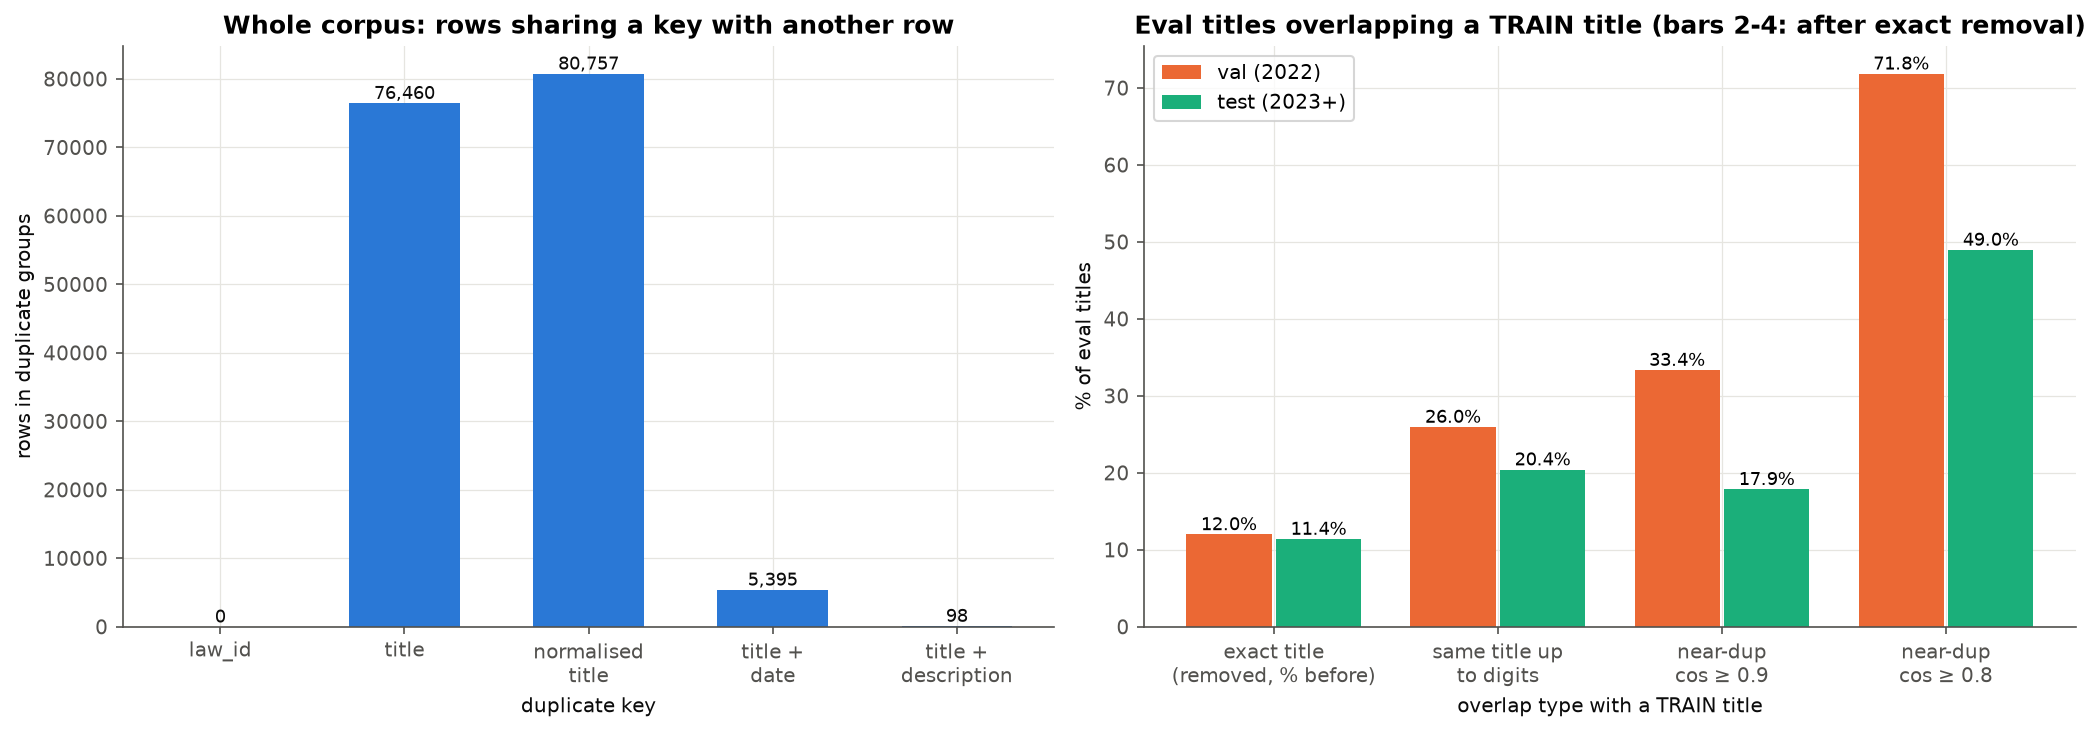 Whole corpus: rows sharing a key with another row
rows in duplicate groups
80000
70000
60000
50000
40000
30000
20000
10000
0
0
76,460
80,757
5,395
98
law_id
title
normalised
title
title +
date
title +
description
duplicate key
Eval titles overlapping a TRAIN title (bars 2-4: after exact removal)
val (2022)
test (2023+)
% of eval titles
70
60
50
40
30
20
10
0
12.0%
11.4%
26.0%
20.4%
33.4%
17.9%
71.8%
49.0%
exact title
(removed, % before)
same title up
to digits
near-dup
cos ≥ 0.9
near-dup
cos ≥ 0.8
overlap type with a TRAIN title